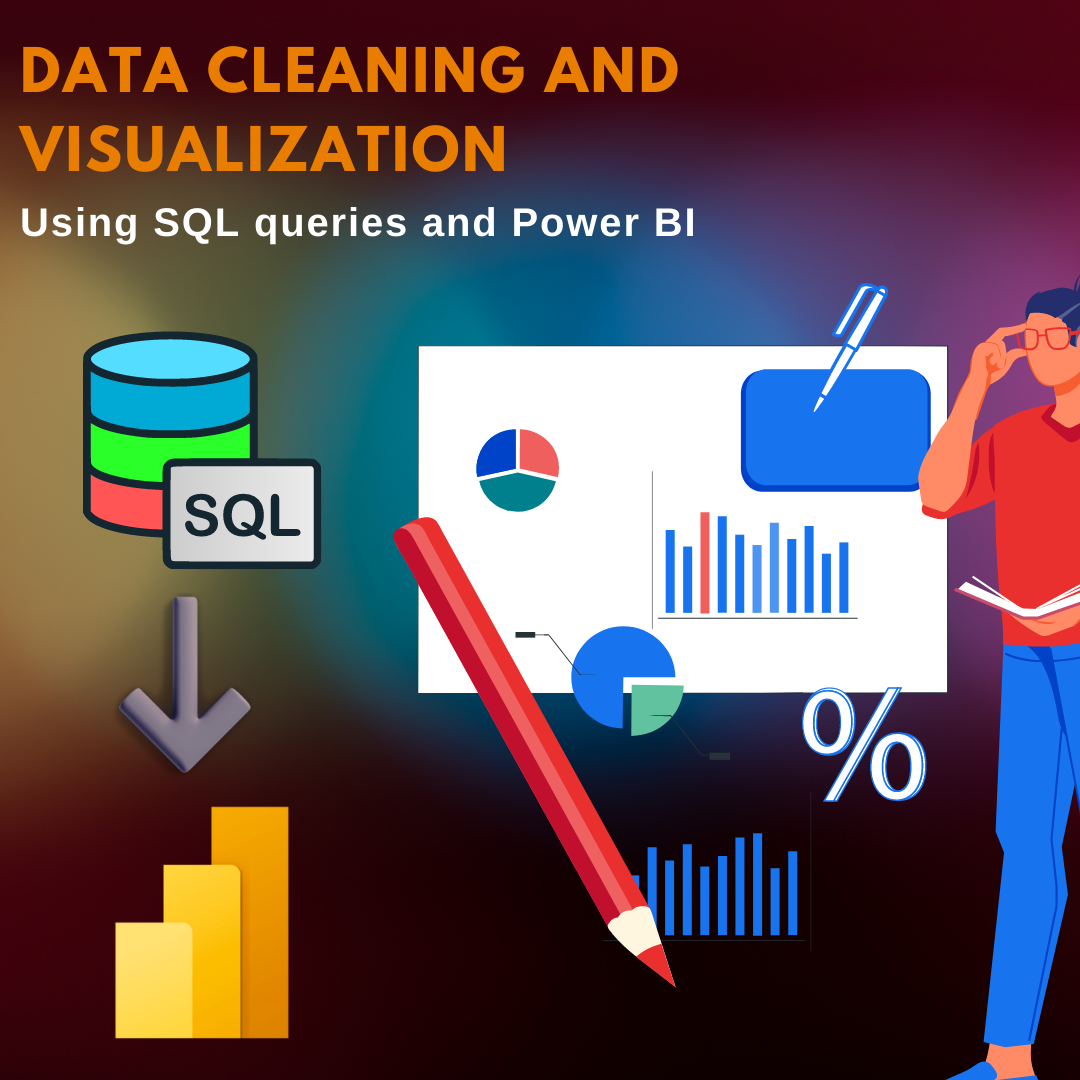 DATA CLEANING AND
VISUALIZATION
Using SQL queries and Power BI
SQL
%